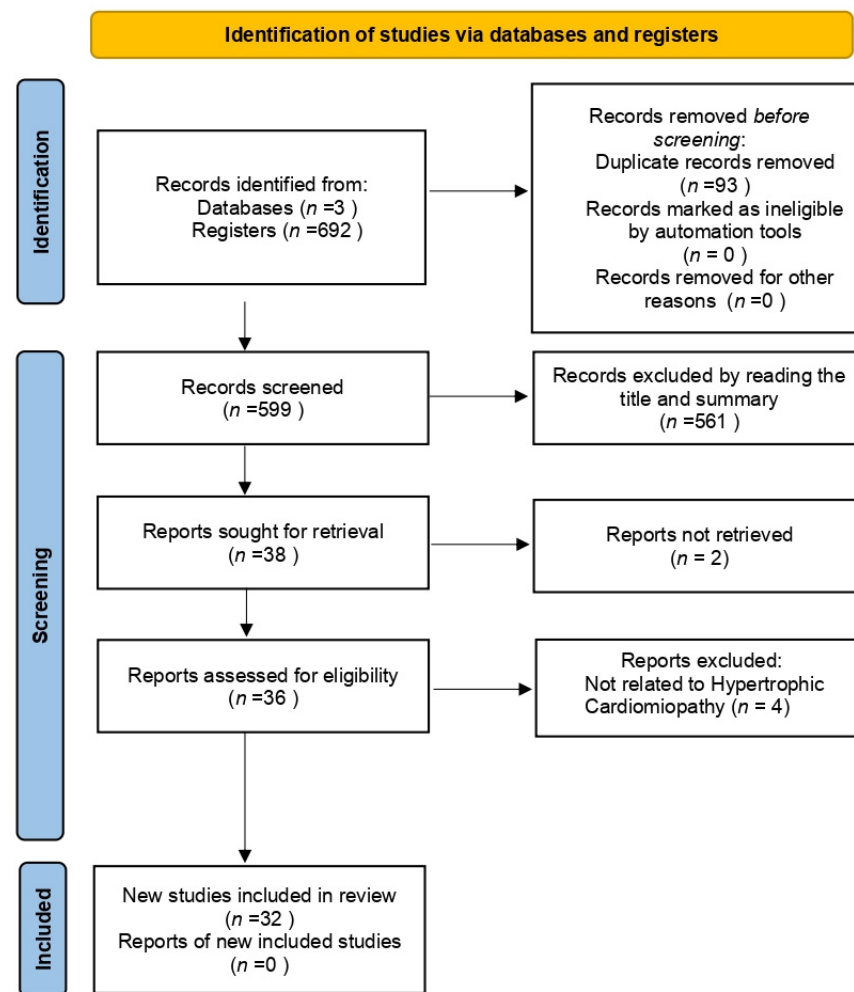 Identification of studies via databases and registers
Identification
Records identified from:
Databases (n =3 )
Registers (n =692)
Records removed before
screening:
Duplicate records removed
(n =93 )
Records marked as ineligible
by automation tools
(n = 0 )
Records removed for other
reasons (n =0 )
Screening
Records screened
(n =599 )
Records excluded by reading the
title and summary
(n =561 )
Reports sought for retrieval
(n =38 )
Reports not retrieved
(n = 2)
Reports assessed for eligibility
(n =36 )
Reports excluded:
Not related to Hypertrophic
Cardiomiopathy (n = 4)
Included
New studies included in review
(n =32 )
Reports of new included studies
(n =0 )